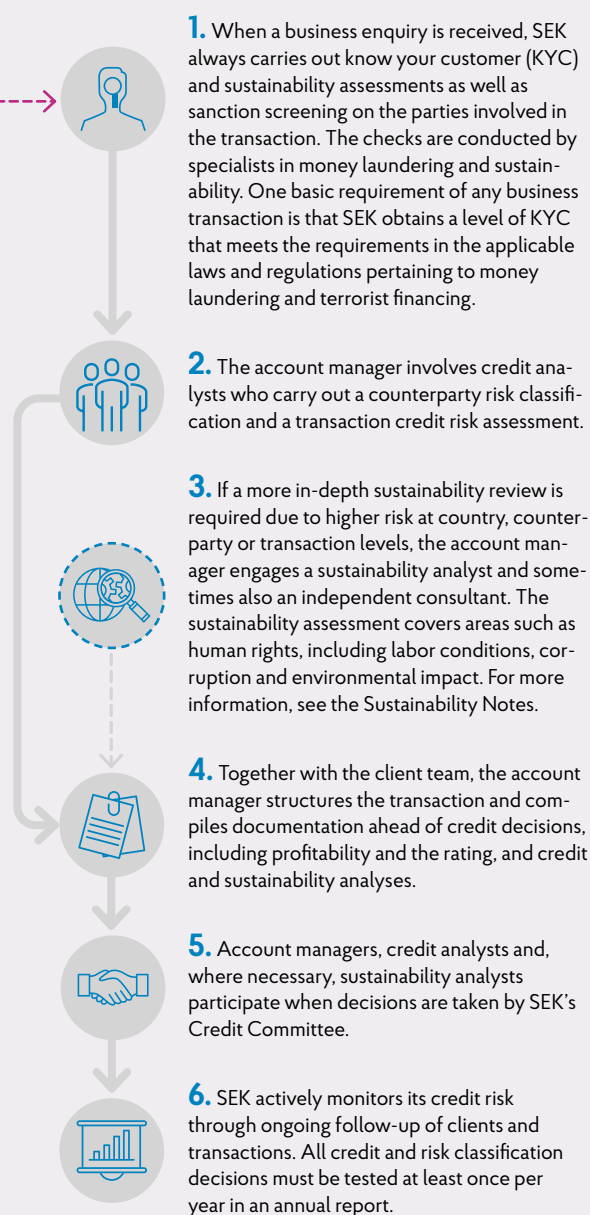 1. When a business enquiry is received, SEK
always carries out know your customer (KYC)
and sustainability assessments as well as
sanction screening on the parties involved in
the transaction. The checks are conducted by
specialists in money laundering and sustain-
ability. One basic requirement of any business
transaction is that SEK obtains a level of KYC
that meets the requirements in the applicable
laws and regulations pertaining to money
laundering and terrorist financing.
2. The account manager involves credit ana-
lysts who carry out a counterparty risk classifi-
cation and a transaction credit risk assessment.
3. If a more in-depth sustainability review is
required due to higher risk at country, counter-
party or transaction levels, the account man-
ager engages a sustainability analyst and some-
times also an independent consultant. The
sustainability assessment covers areas such as
human rights, including labor conditions, cor-
ruption and environmental impact. For more
information, see the Sustainability Notes.
4. Together with the client team, the account
manager structures the transaction and com-
piles documentation ahead of credit decisions,
including profitability and the rating, and credit
and sustainability analyses.
5. Account managers, credit analysts and,
where necessary, sustainability analysts
participate when decisions are taken by SEK’s
Credit Committee.
6. SEK actively monitors its credit risk
through ongoing follow-up of clients and
transactions. All credit and risk classification
decisions must be tested at least once per
year in an annual report.